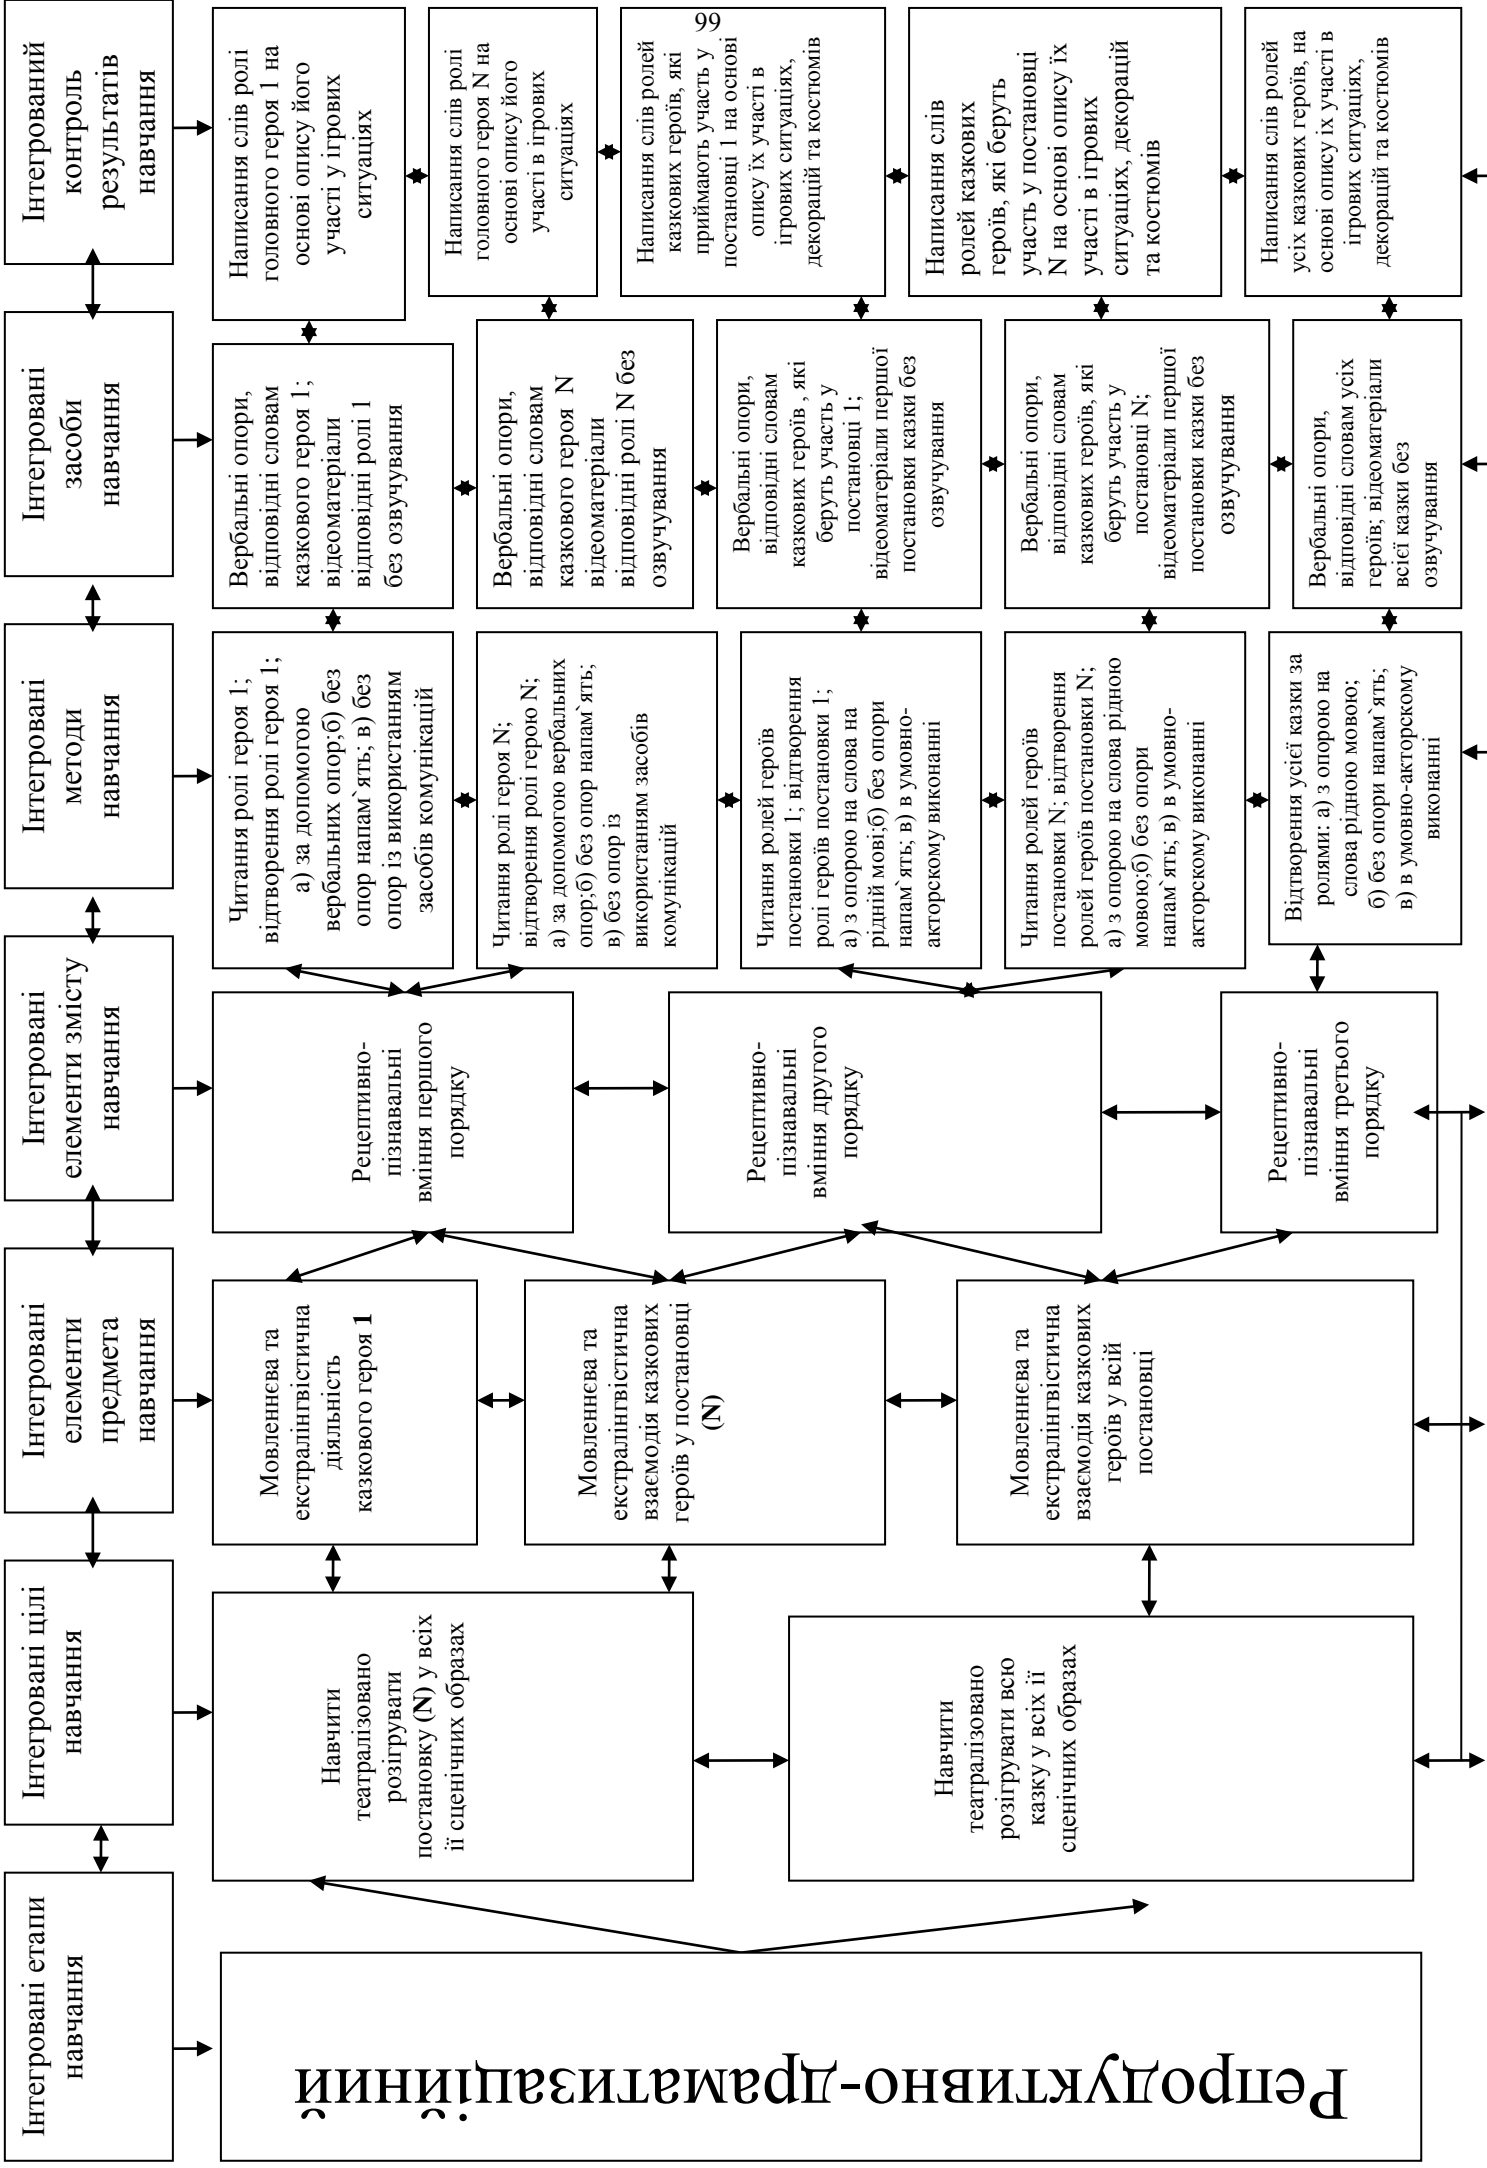 99
Інтегровані етапи
навчання
Інтегровані цілі
навчання
Інтегровані
елементи
предмета
навчання
Інтегровані
елементи змісту
навчання
Інтегровані
методи
навчання
Інтегровані
засоби
навчання
Інтегрований
контроль
результатів
навчання
Репродуктивно-драматизаційний
Навчити
театралізовано
розігрувати
постановку (N) у всіх
її сценічних образах
Навчити
театралізовано
розігрувати всю
казку у всіх її
сценічних образах
Мовленнєва та
екстралінгвістична
діяльність
казкового героя 1
Мовленнєва та
екстралінгвістична
взаємодія казкових
героїв у постановці
(N)
Мовленнєва та
екстралінгвістична
взаємодія казкових
героїв у всій
постановці
Рецептивно-
пізнавальні
вміння першого
порядку
Рецептивно-
пізнавальні
вміння другого
порядку
Рецептивно-
пізнавальні
вміння третього
порядку
Читання ролі героя 1;
відтворення ролі героя 1;
а) за допомогою
вербальних опор;б) без
опор напам`ять; в) без
опор із використанням
засобів комунікацій
Читання ролі героя N;
відтворення ролі герою N;
а) за допомогою вербальних
опор;б) без опор напам`ять;
в) без опор із
використанням засобів
комунікацій
Читання ролей героїв
постановки 1; відтворення
ролі героїв постановки 1;
а) з опорою на слова на
рідній мові;б) без опори
напам`ять; в) в умовно-
акторському виконанні
Читання ролей героїв
постановки N; відтворення
ролей героїв постановки N;
а) з опорою на слова рідною
мовою;б) без опори
напам`ять; в) в умовно-
акторскому виконанні
Відтворення усієї казки за
ролями: а) з опорою на
слова рідною мовою;
б) без опори напам`ять;
в) в умовно-акторскому
виконанні
Вербальні опори,
відповідні словам
казкового героя 1;
відеоматеріали
відповідні ролі 1
без озвучування
Вербальні опори,
відповідні словам
казкового героя N
відеоматеріали
відповідні ролі N без
озвучування
Вербальні опори,
відповідні словам
казкових героїв , які
беруть участь у
постановці 1;
відеоматеріали першої
постановки казки без
озвучування
Вербальні опори,
відповідні словам
казкових героїв, які
беруть участь у
постановці N;
відеоматеріали першої
постановки казки без
озвучування
Вербальні опори,
відповідні словам усіх
героїв; відеоматеріали
всієї казки без
озвучування
Написання слів ролі
головного героя 1 на
основі опису його
участі у ігрових
ситуаціях
Написання слів ролі
головного героя N на
основі опису його
участі в ігрових
ситуаціях
Написання слів ролей
казкових героїв, які
приймають участь у
постановці 1 на основі
опису їх участі в
ігрових ситуаціях,
декорацій та костюмів
Написання слів
ролей казкових
героїв, які беруть
участь у постановці
N на основі опису їх
участі в ігрових
ситуаціях, декорацій
та костюмів
Написання слів ролей
усіх казкових героїв, на
основі опису їх участі в
ігрових ситуаціях,
декорацій та костюмів